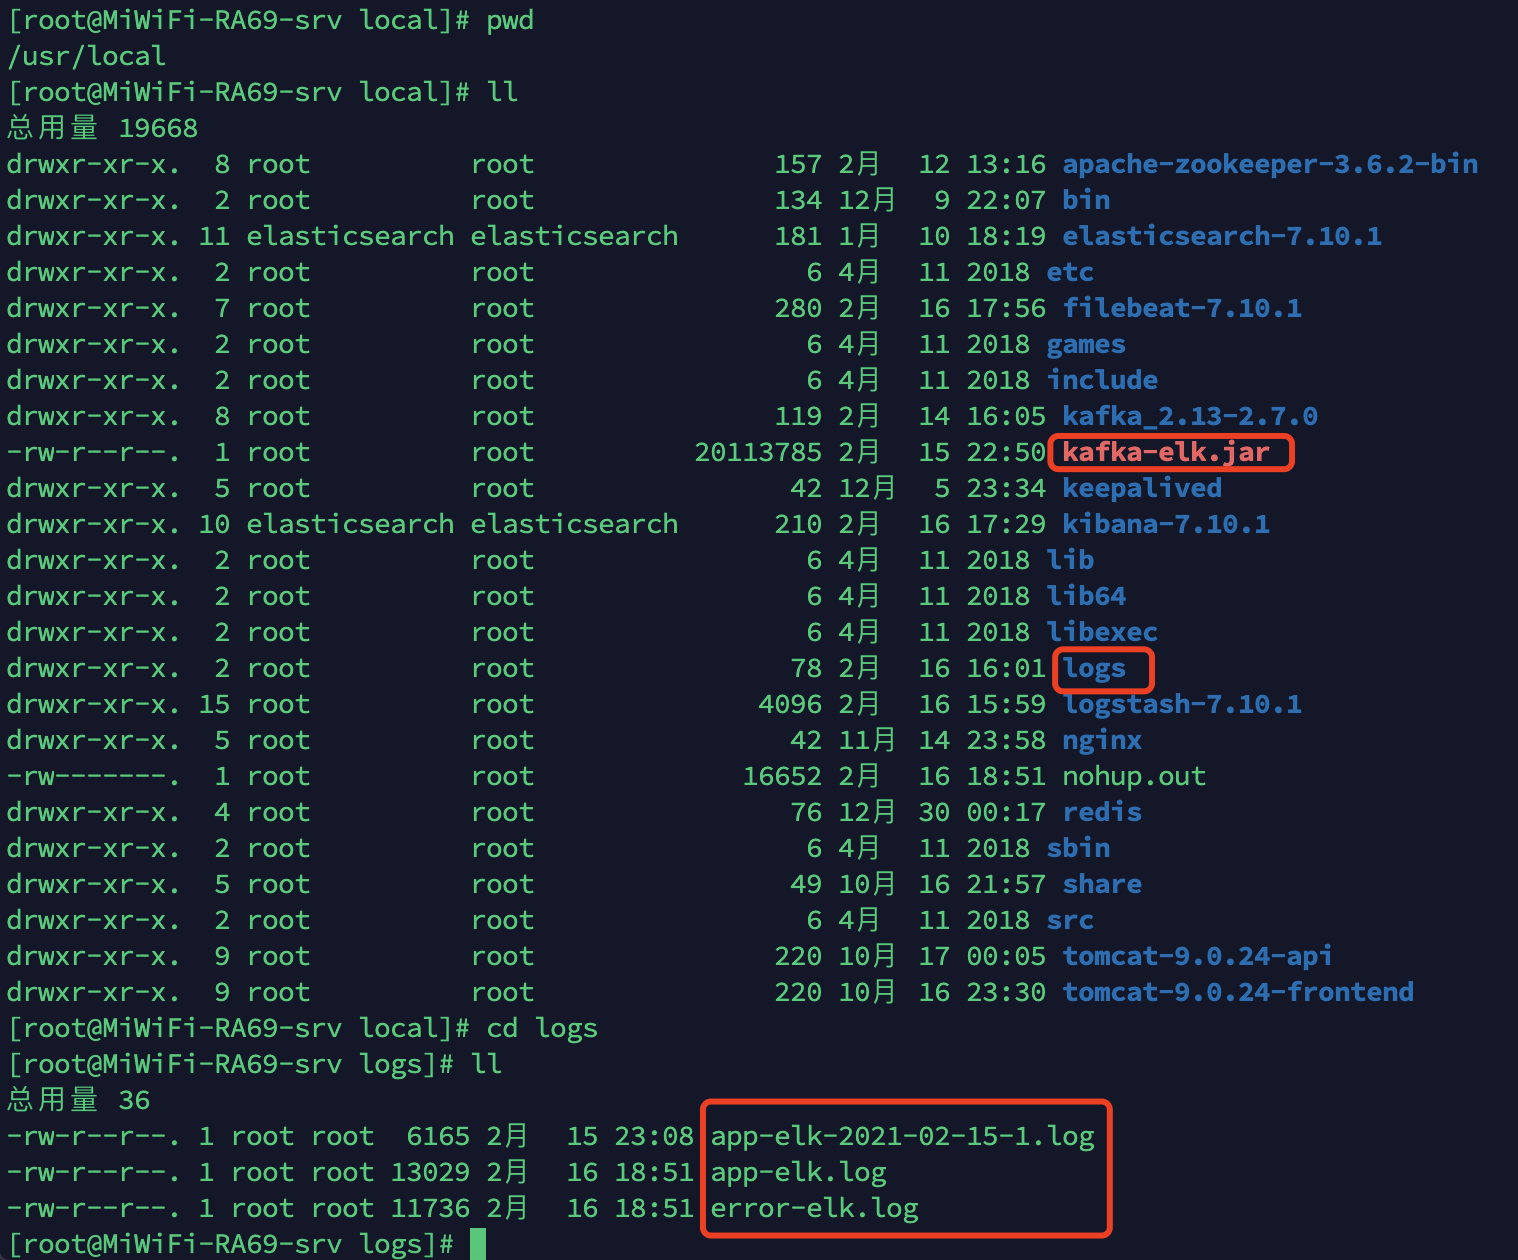 [root@MiWiFi-RA69-srv local]# pwd
/usr/local
[root@MiWiFi-RA69-srv local]# ll
总用量 19668
drwxr-xr-x.  8 root          root               157 2月  12 13:16 apache-zookeeper-3.6.2-bin
drwxr-xr-x.  2 root          root               134 12月  9 22:07 bin
drwxr-xr-x. 11 elasticsearch elasticsearch      181 1月  10 18:19 elasticsearch-7.10.1
drwxr-xr-x.  2 root          root                 6 4月  11 2018 etc
drwxr-xr-x.  7 root          root               280 2月  16 17:56 filebeat-7.10.1
drwxr-xr-x.  2 root          root                 6 4月  11 2018 games
drwxr-xr-x.  2 root          root                 6 4月  11 2018 include
drwxr-xr-x.  8 root          root               119 2月  14 16:05 kafka_2.13-2.7.0
-rw-r--r--.  1 root          root          20113785 2月  15 22:50 kafka-elk.jar
drwxr-xr-x.  5 root          root                42 12月  5 23:34 keepalived
drwxr-xr-x. 10 elasticsearch elasticsearch      210 2月  16 17:29 kibana-7.10.1
drwxr-xr-x.  2 root          root                 6 4月  11 2018 lib
drwxr-xr-x.  2 root          root                 6 4月  11 2018 lib64
drwxr-xr-x.  2 root          root                 6 4月  11 2018 libexec
drwxr-xr-x.  2 root          root                78 2月  16 16:01 logs
drwxr-xr-x. 15 root          root              4096 2月  16 15:59 logstash-7.10.1
drwxr-xr-x.  5 root          root                42 11月 14 23:58 nginx
-rw-------.  1 root          root             16652 2月  16 18:51 nohup.out
drwxr-xr-x.  4 root          root                76 12月 30 00:17 redis
drwxr-xr-x.  2 root          root                 6 4月  11 2018 sbin
drwxr-xr-x.  5 root          root                49 10月 16 21:57 share
drwxr-xr-x.  2 root          root                 6 4月  11 2018 src
drwxr-xr-x.  9 root          root               220 10月 17 00:05 tomcat-9.0.24-api
drwxr-xr-x.  9 root          root               220 10月 16 23:30 tomcat-9.0.24-frontend
[root@MiWiFi-RA69-srv local]# cd logs
[root@MiWiFi-RA69-srv logs]# ll
总用量 36
-rw-r--r--. 1 root root  6165 2月  15 23:08 app-elk-2021-02-15-1.log
-rw-r--r--. 1 root root 13029 2月  16 18:51 app-elk.log
-rw-r--r--. 1 root root 11736 2月  16 18:51 error-elk.log
[root@MiWiFi-RA69-srv logs]#